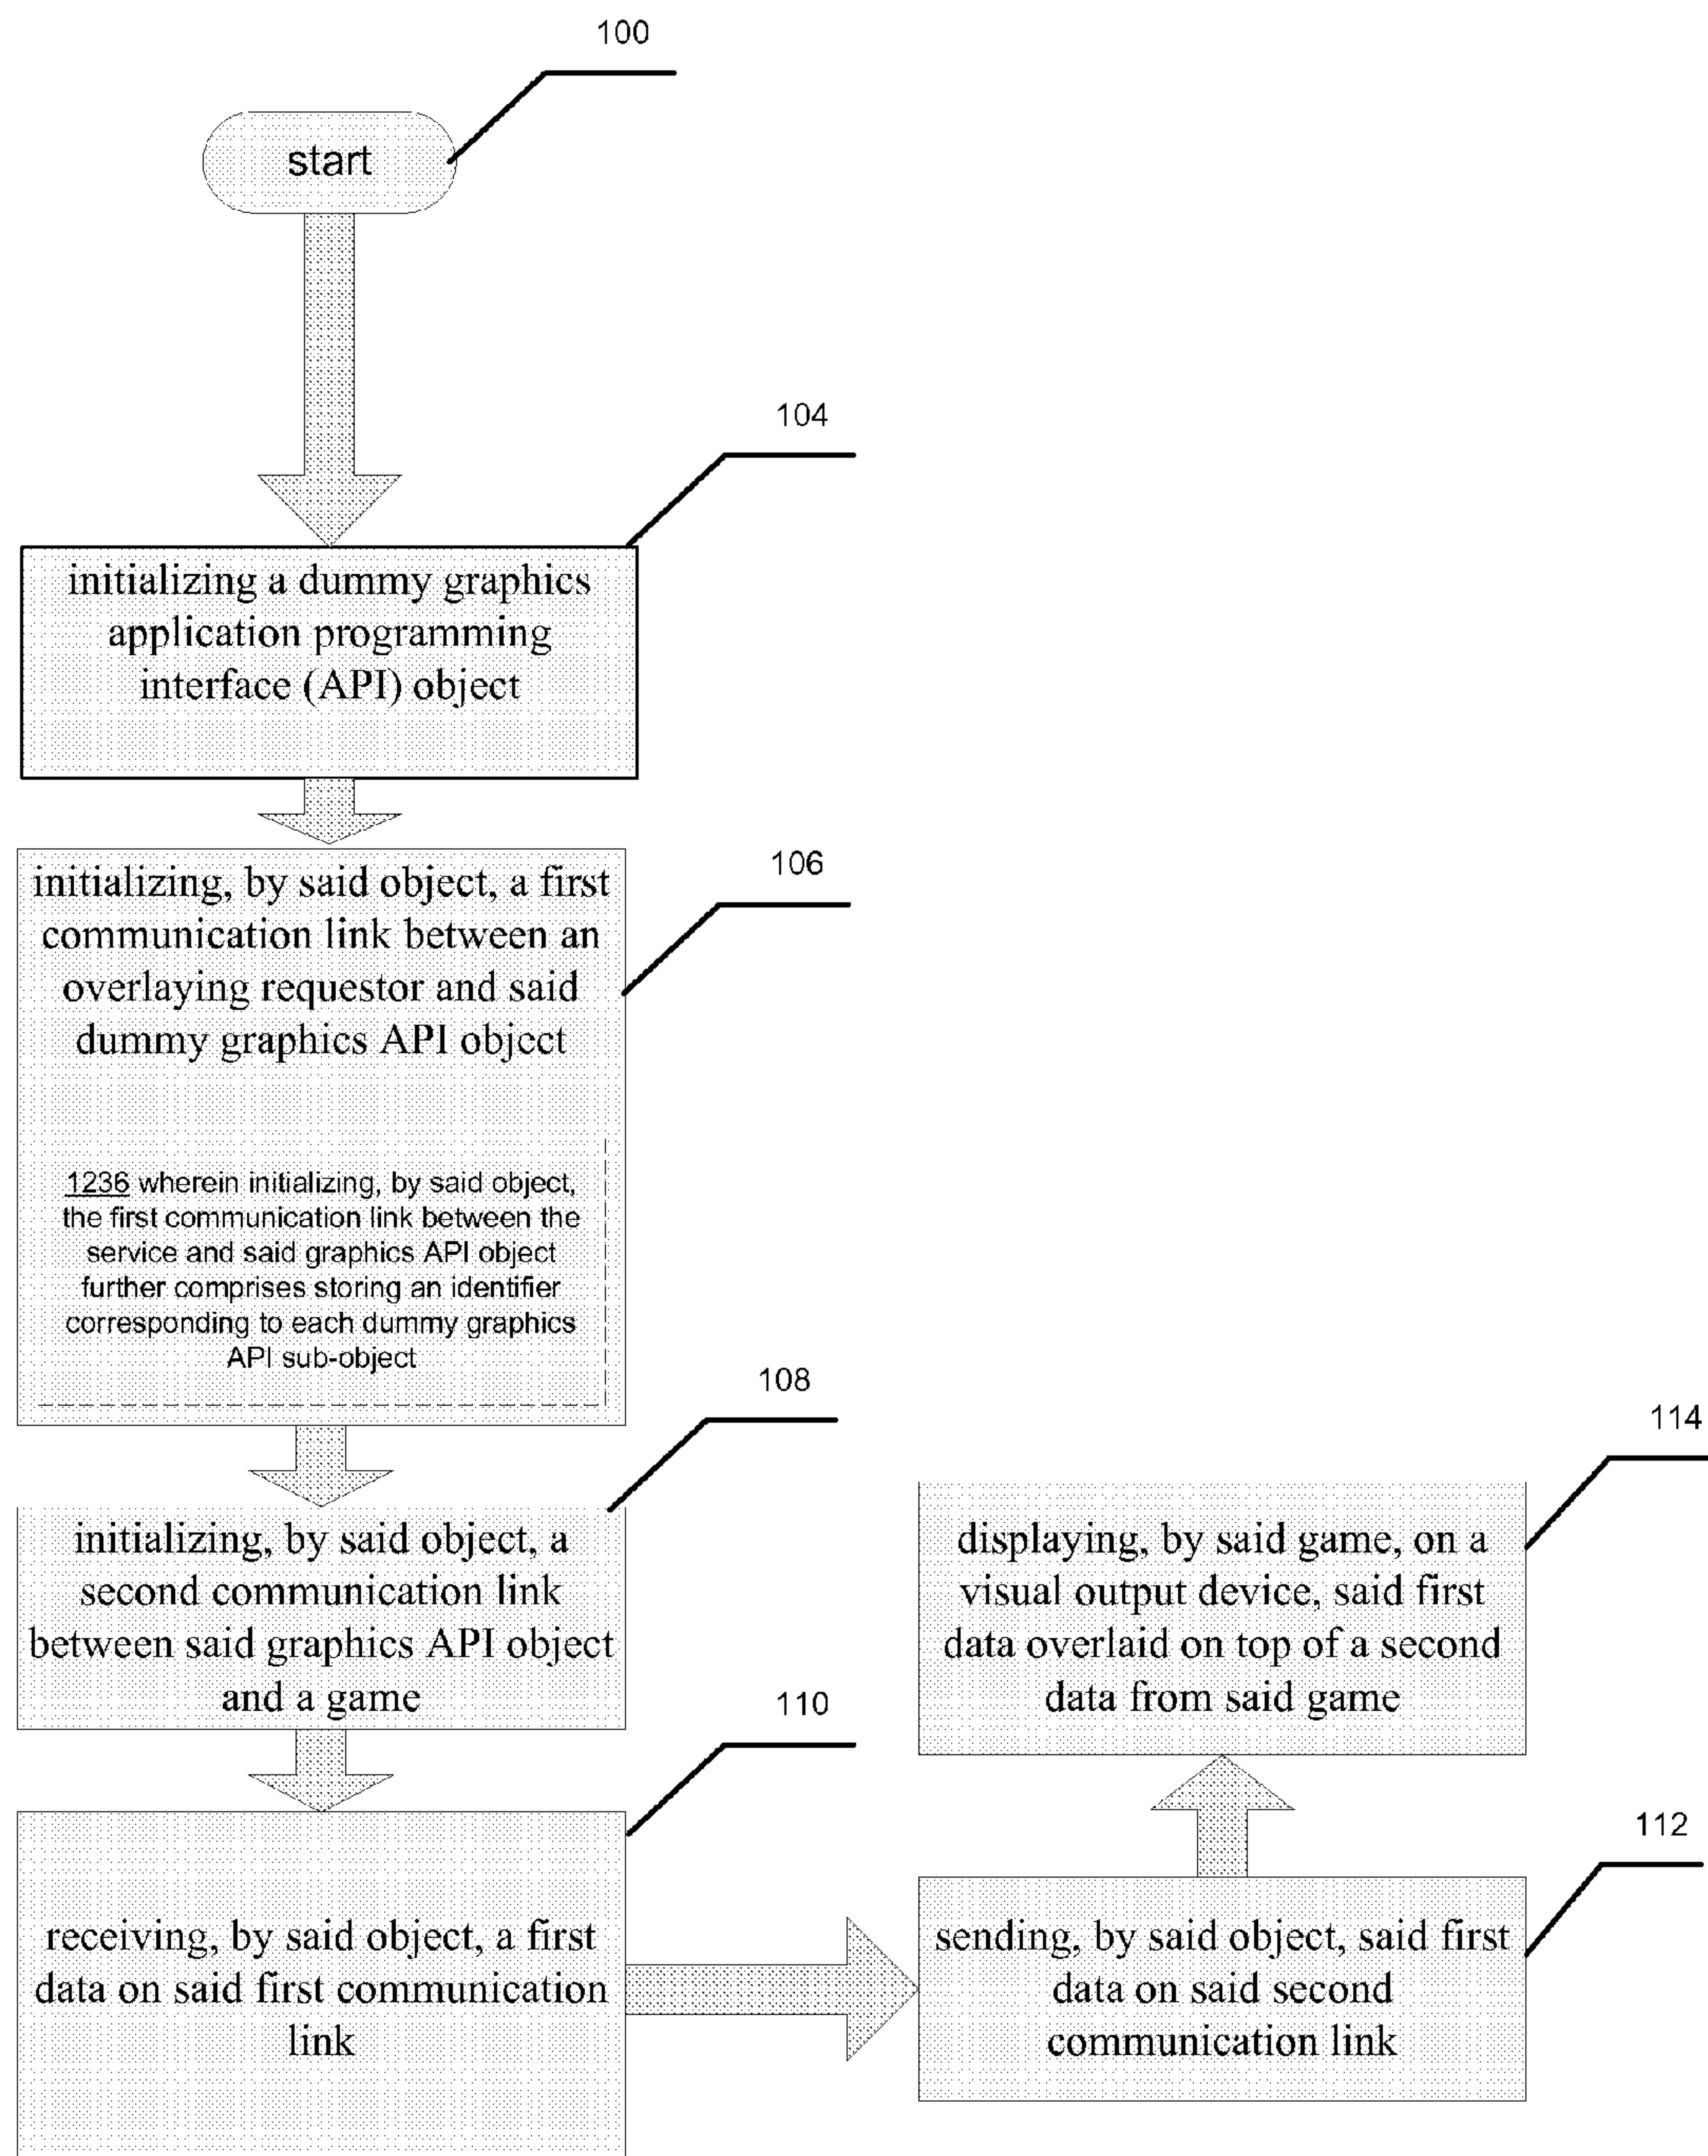 100
start
104
initializing a dummy graphics
application programming
interface (API) object
106
initializing, by said object, a first
communication link between an
overlaying requestor and said
dummy graphics API object
1236 wherein initializing, by said object,
the first communication link between the
service and said graphics API object
further comprises storing an identifier
corresponding to each dummy graphics
API sub-object
108
initializing, by said object, a
second communication link
between said graphics API object
and a game
110
receiving, by said object, a first
data on said first communication
link
112
sending, by said object, said first
data on said second
communication link
114
displaying, by said game, on a
visual output device, said first
data overlaid on top of a second
data from said game